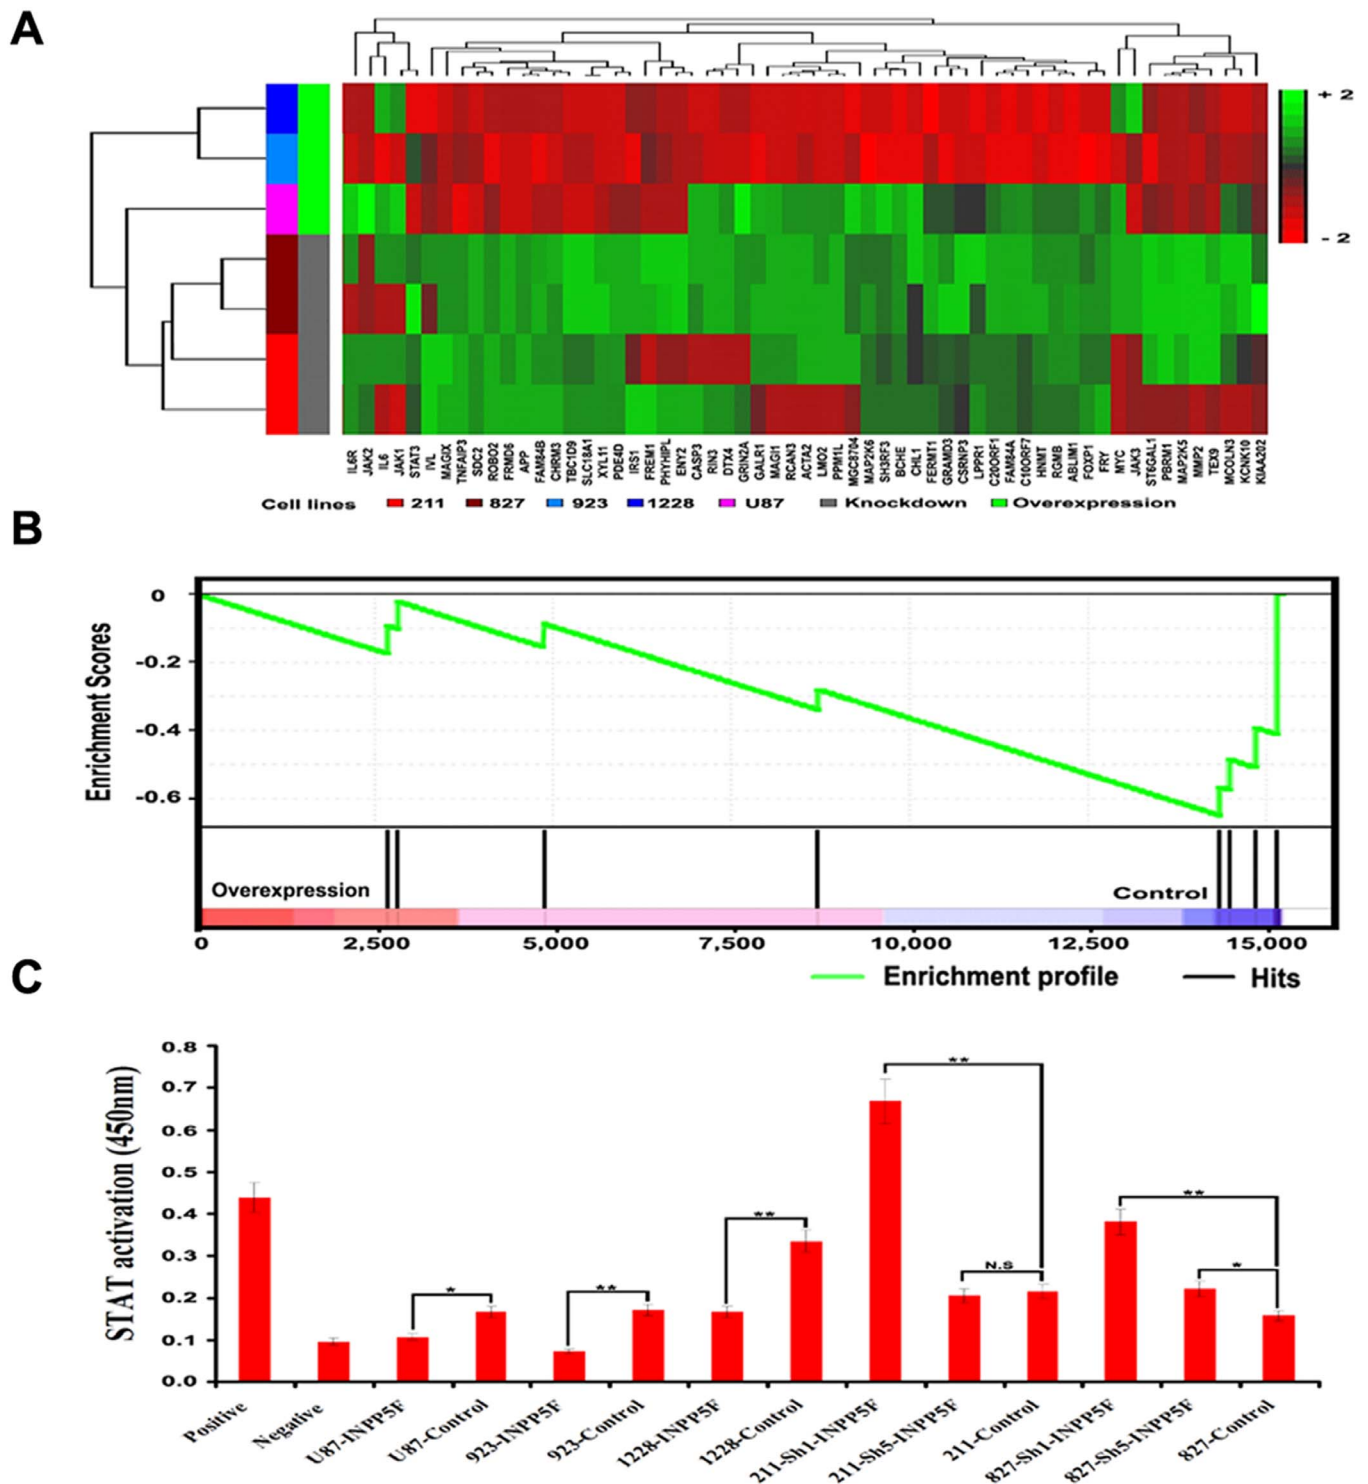 A
+ 2
- 2
IL6R JAK2 IL6 JAK1 STAT3 IVL MAGIX TNFAIP3 SDC2 ROBO2 FRMD6 APP FAM84B CHRM3 TBC1D9 SLC18A1 XYL11 PDE4D IRS1 FREM1 PHYHIPL ENY2 CASP3 RIN3 DTX4 GRIN2A GALR1 MAGI1 RCAN3 ACTA2 LMO2 PPM1L MGC8704 MAP2K6 SH3RF3 BCHE CHL1 FERMT1 GRAMD3 CSRNP3 LPPR1 C20ORF1 FAM84A C10ORF7 HNMT RGMB ABLIM1 FOXP1 FRY MYC JAK3 ST6GAL1 PBRM1 MAP2K5 MMP2 TEX9 MCOLN3 KCNK10 KIAA202
Cell lines 211 827 923 1228 U87 Knockdown Overexpression
B
Enrichment Scores
0
-0.2
-0.4
-0.6
Overexpression
Control
0 2,500 5,000 7,500 10,000 12,500 15,000
Enrichment profile Hits
C
STAT activation (450nm)
0.8
0.7
0.6
0.5
0.4
0.3
0.2
0.1
0.0
* ** ** ** N.S ** *
Positive
Negative
U87-INPP5F
U87-Control
923-INPP5F
923-Control
1228-INPP5F
1228-Control
211-Sh1-INPP5F
211-Sh5-INPP5F
211-Control
827-Sh1-INPP5F
827-Sh5-INPP5F
827-Control